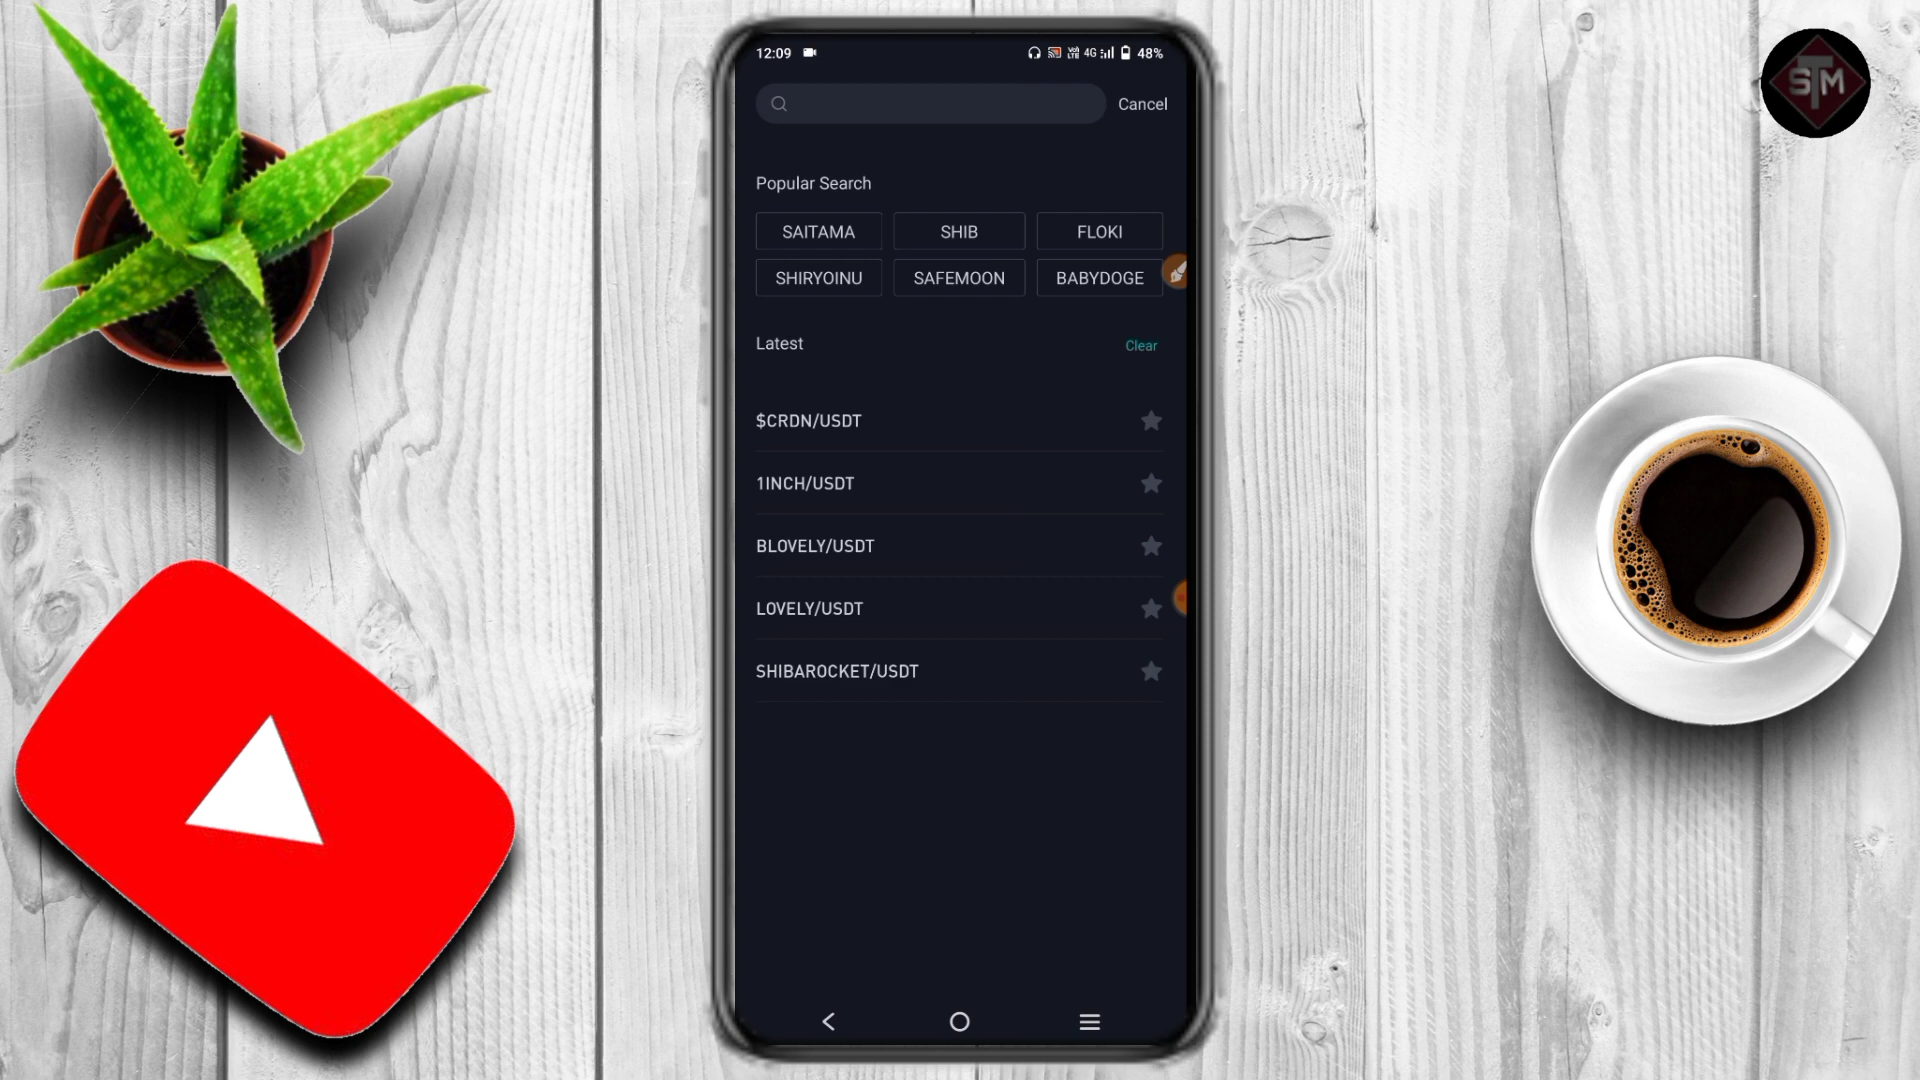 12:09 4G 48%
Cancel
Popular Search
SAITAMA SHIB FLOKI
SHIRYOINU SAFEMOON BABYDOGE
Latest Clear
$CRDN/USDT
1INCH/USDT
BLOVELY/USDT
LOVELY/USDT
SHIBAROCKET/USDT
STM